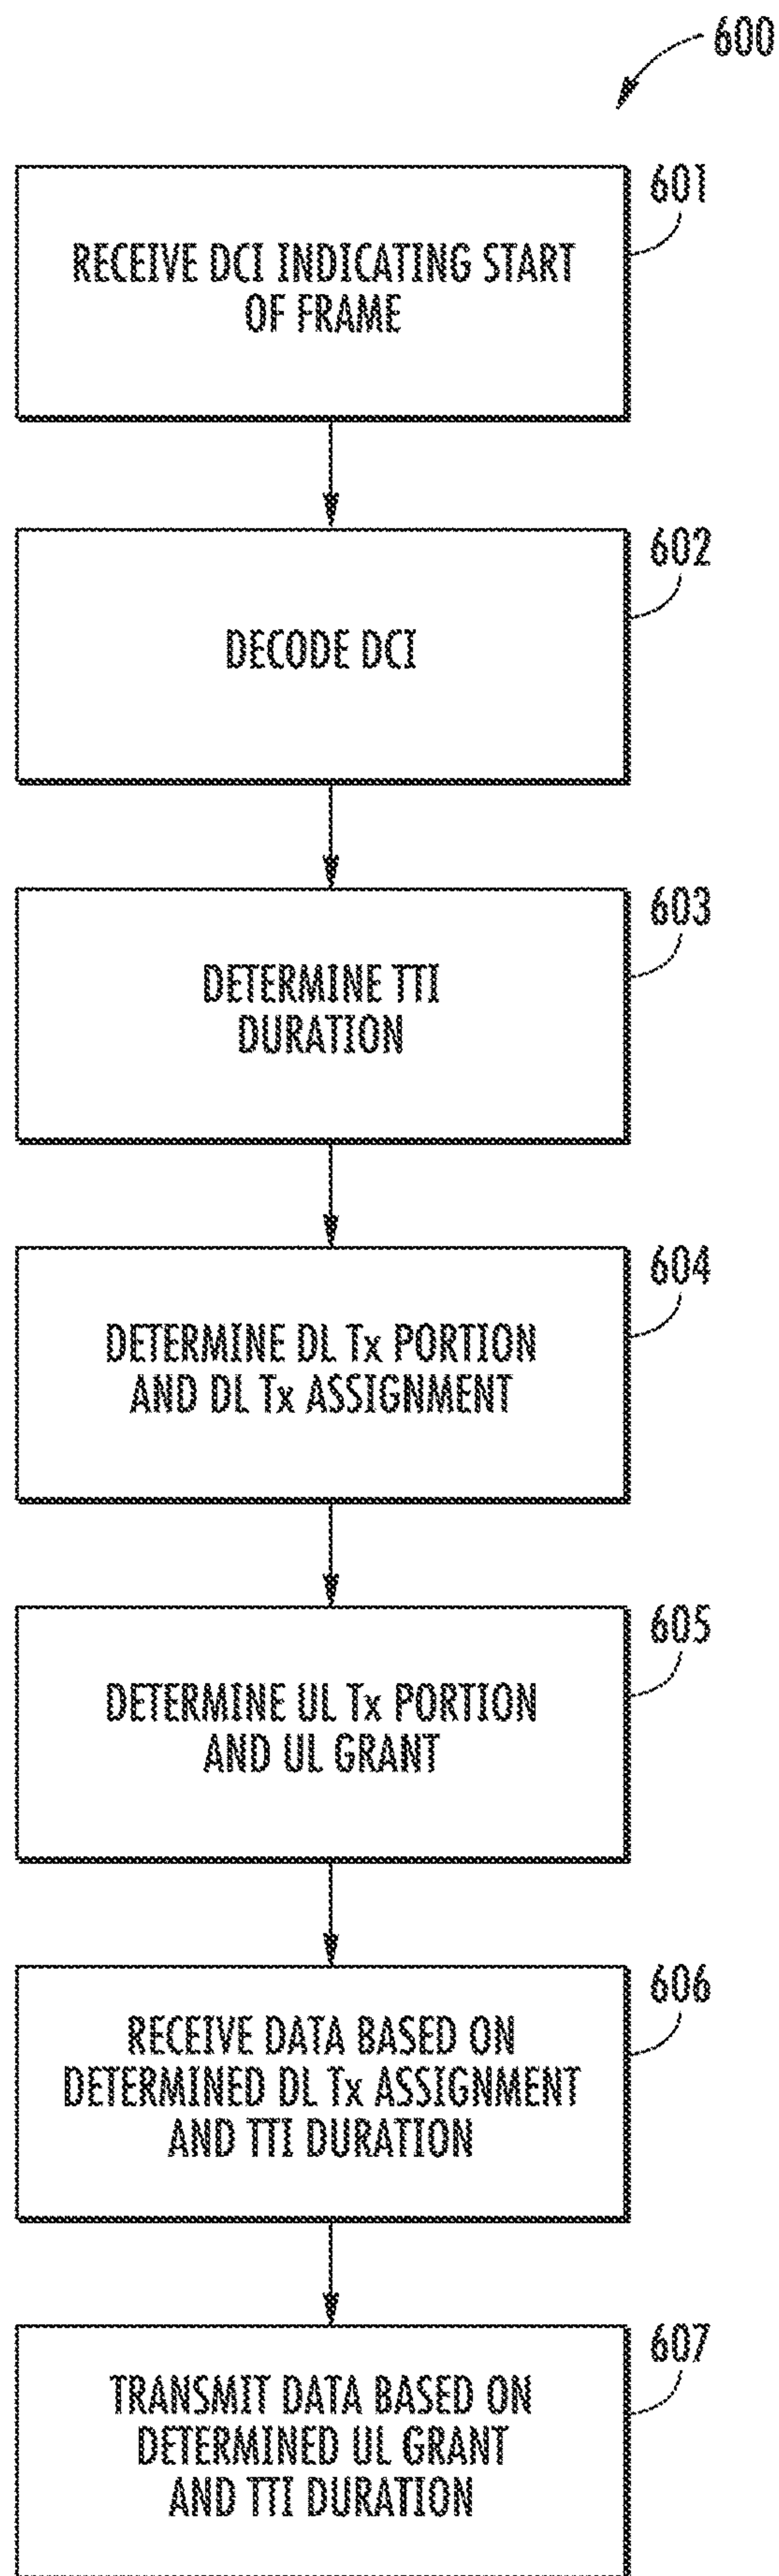 600
601
RECEIVE DCI INDICATING START
OF FRAME
602
DECODE DCI
603
DETERMINE TTI
DURATION
604
DETERMINE DL Tx PORTION
AND DL Tx ASSIGNMENT
605
DETERMINE UL Tx PORTION
AND UL GRANT
606
RECEIVE DATA BASED ON
DETERMINED DL Tx ASSIGNMENT
AND TTI DURATION
607
TRANSMIT DATA BASED ON
DETERMINED UL GRANT
AND TTI DURATION